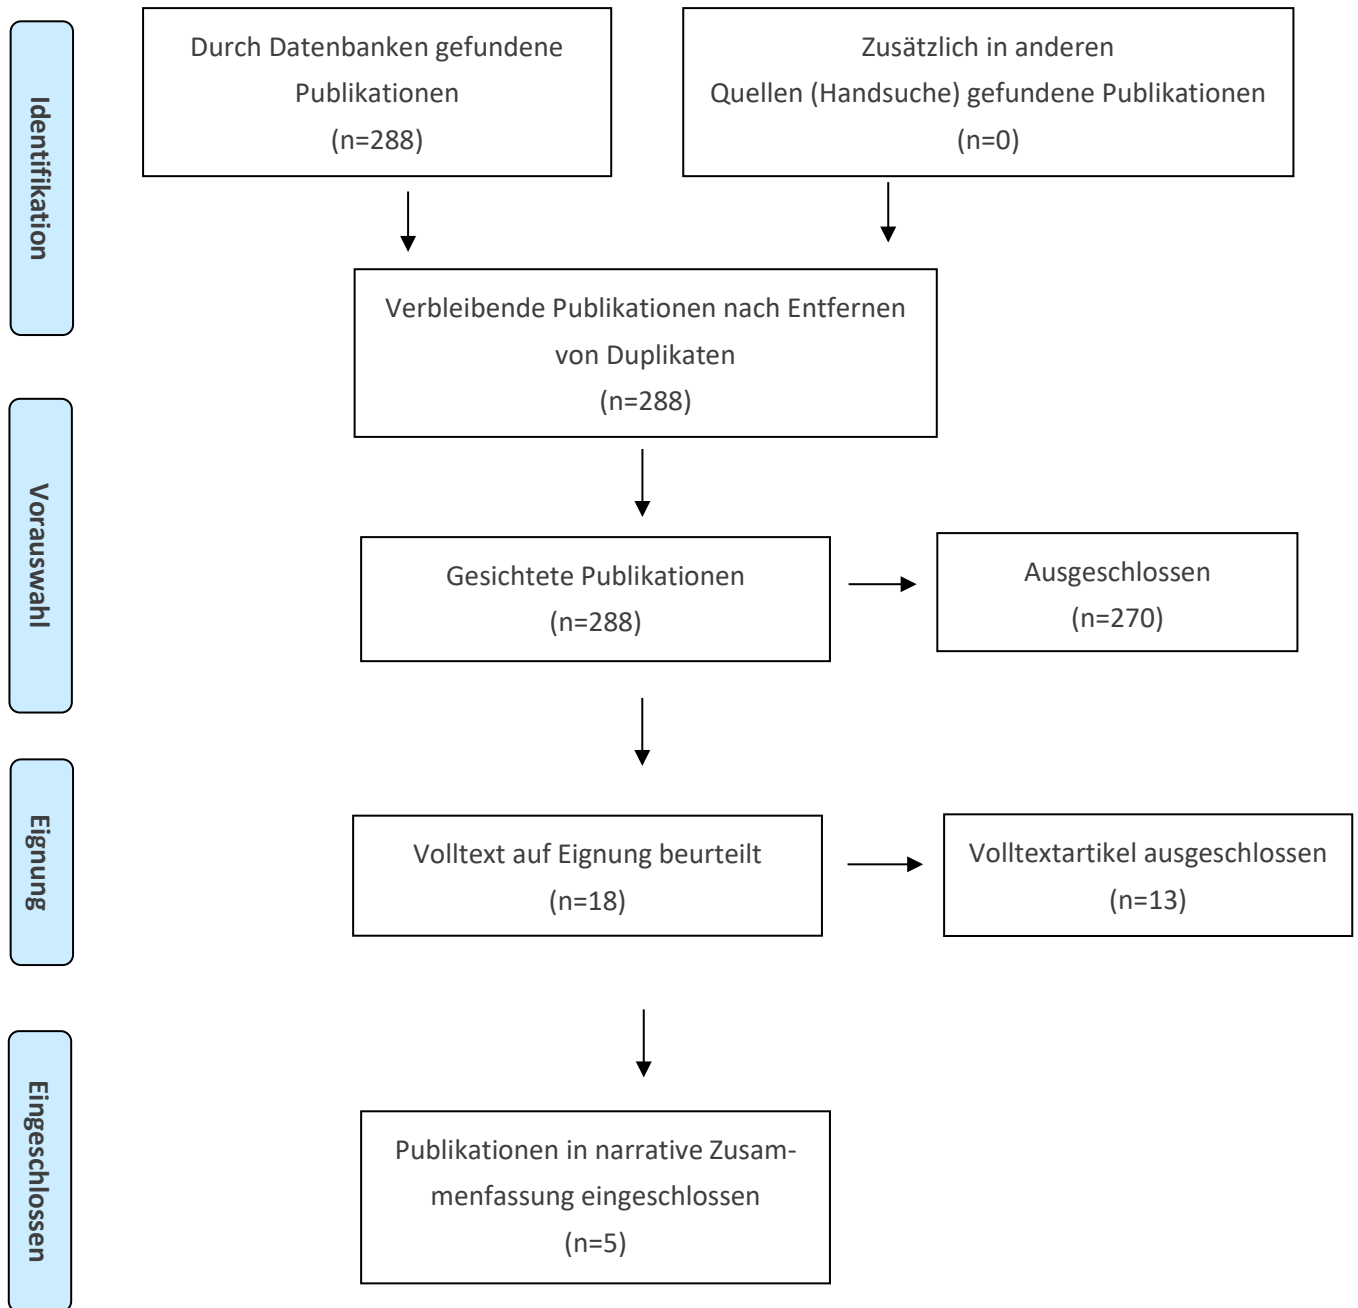 Identifikation
Durch Datenbanken gefundene
Publikationen
(n=288)
Zusätzlich in anderen
Quellen (Handsuche) gefundene Publikationen
(n=0)
Verbleibende Publikationen nach Entfernen
von Duplikaten
(n=288)
Vorauswahl
Gesichtete Publikationen
(n=288)
Ausgeschlossen
(n=270)
Eignung
Volltext auf Eignung beurteilt
(n=18)
Volltextartikel ausgeschlossen
(n=13)
Eingeschlossen
Publikationen in narrative Zusam-
menfassung eingeschlossen
(n=5)